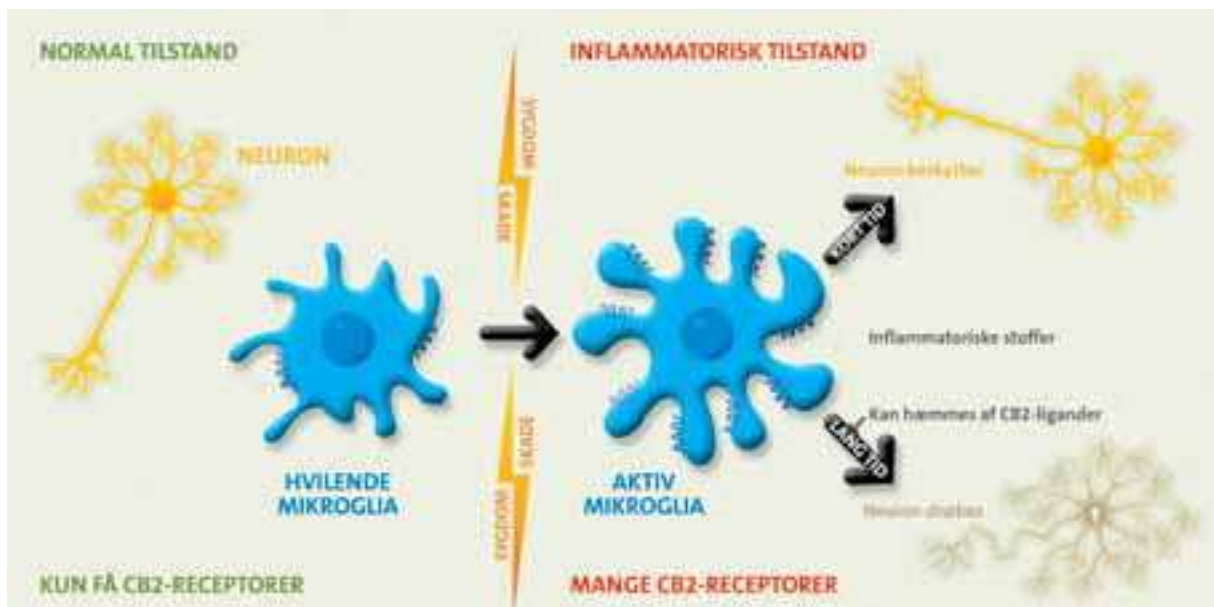 NORMAL TILSTAND
NEURON
HVILENDE
MIKROGLIA
KUN FÅ CB2-RECEPTORER
SYGDOM
SKADE
SKADE
SYGDOM
INFLAMMATORISK TILSTAND
Neuron beskyttes
KORT TID
Inflammatoriske stoffer
Kan hæmmes af CB2-ligander
LANG TID
AKTIV
MIKROGLIA
Neuron dræbes
MANGE CB2-RECEPTORER